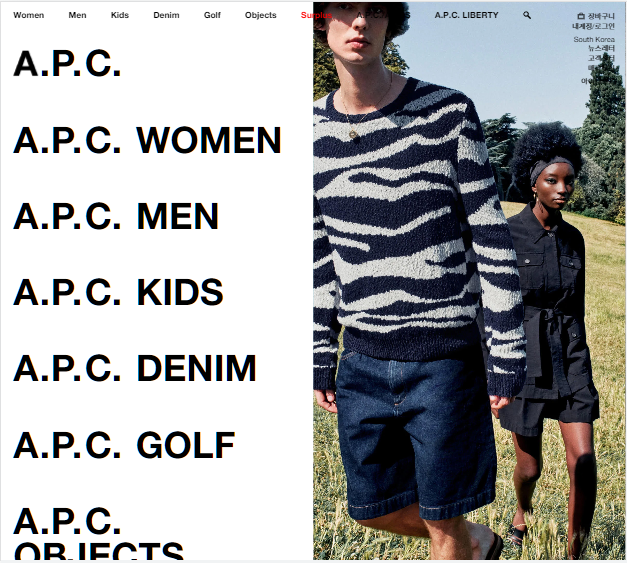 Women Men Kids Denim Golf Objects Surplus A.P.C. LIBERTY
장바구니
내계정/로그인
South Korea
뉴스레터
A.P.C.
A.P.C. WOMEN
A.P.C. MEN
A.P.C. KIDS
A.P.C. DENIM
A.P.C. GOLF
A.P.C.
OBJECTS